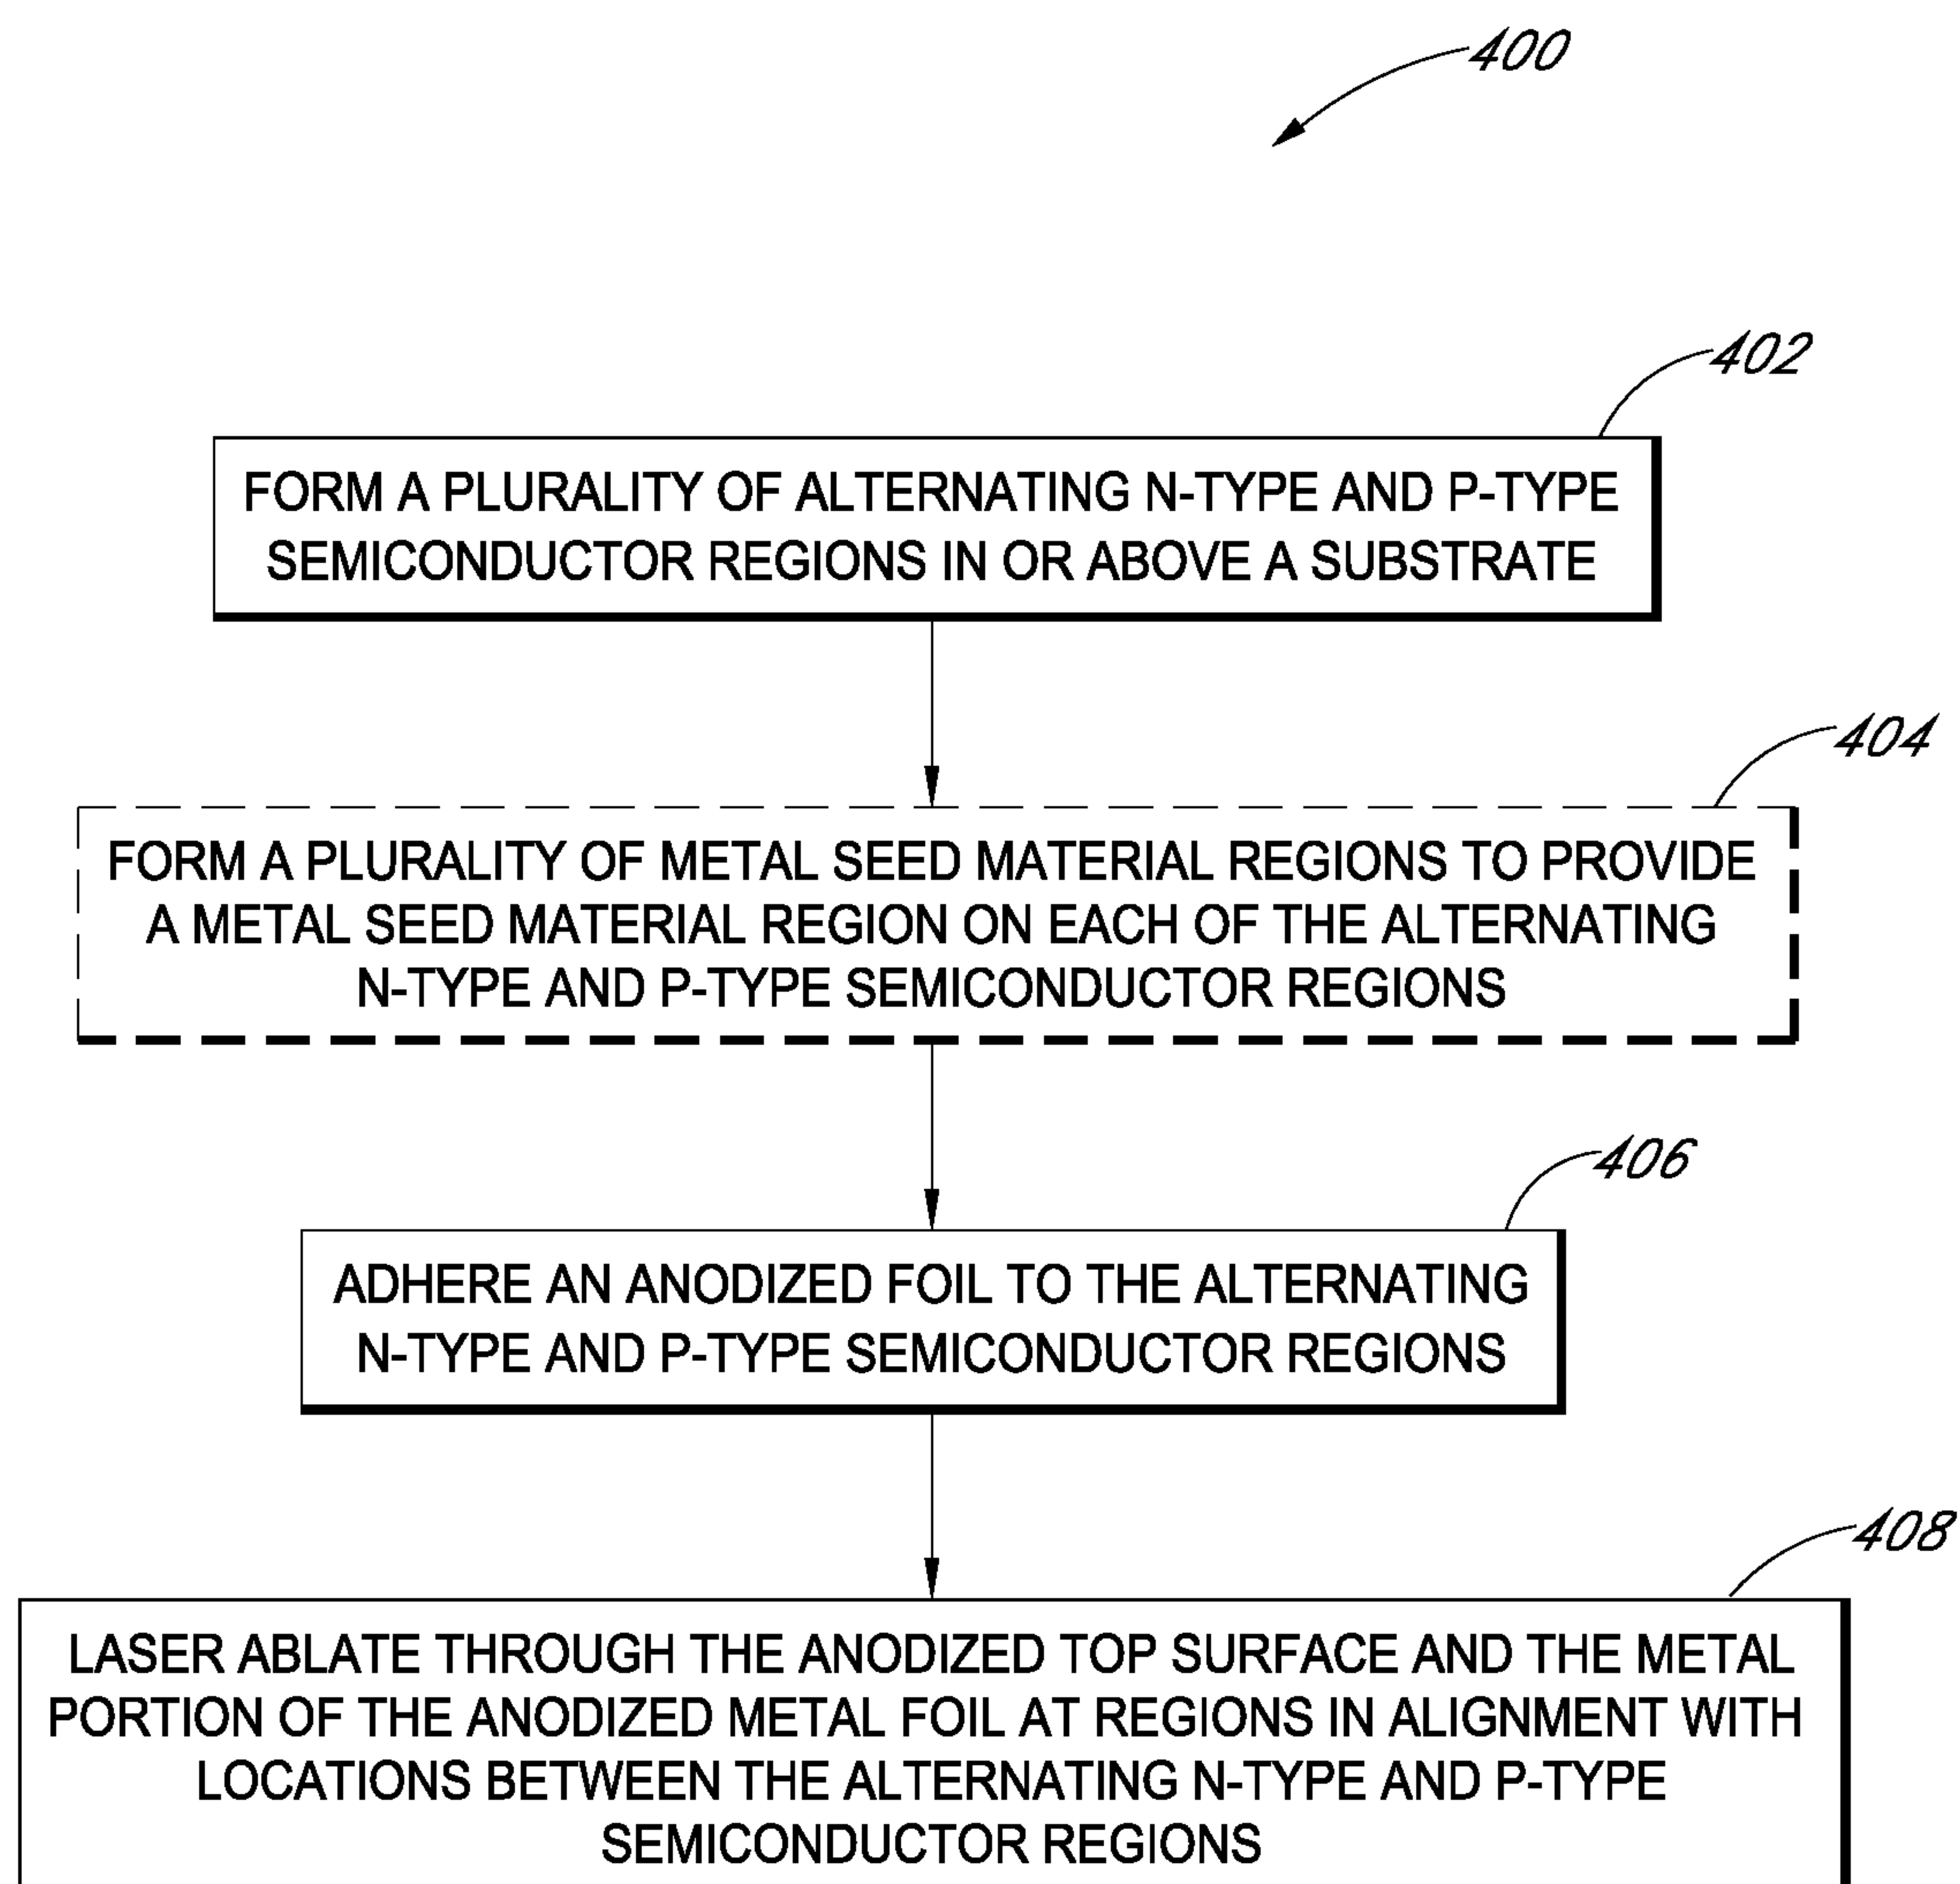 400
402
FORM A PLURALITY OF ALTERNATING N-TYPE AND P-TYPE
SEMICONDUCTOR REGIONS IN OR ABOVE A SUBSTRATE
404
FORM A PLURALITY OF METAL SEED MATERIAL REGIONS TO PROVIDE
A METAL SEED MATERIAL REGION ON EACH OF THE ALTERNATING
N-TYPE AND P-TYPE SEMICONDUCTOR REGIONS
406
ADHERE AN ANODIZED FOIL TO THE ALTERNATING
N-TYPE AND P-TYPE SEMICONDUCTOR REGIONS
408
LASER ABLATE THROUGH THE ANODIZED TOP SURFACE AND THE METAL
PORTION OF THE ANODIZED METAL FOIL AT REGIONS IN ALIGNMENT WITH
LOCATIONS BETWEEN THE ALTERNATING N-TYPE AND P-TYPE
SEMICONDUCTOR REGIONS